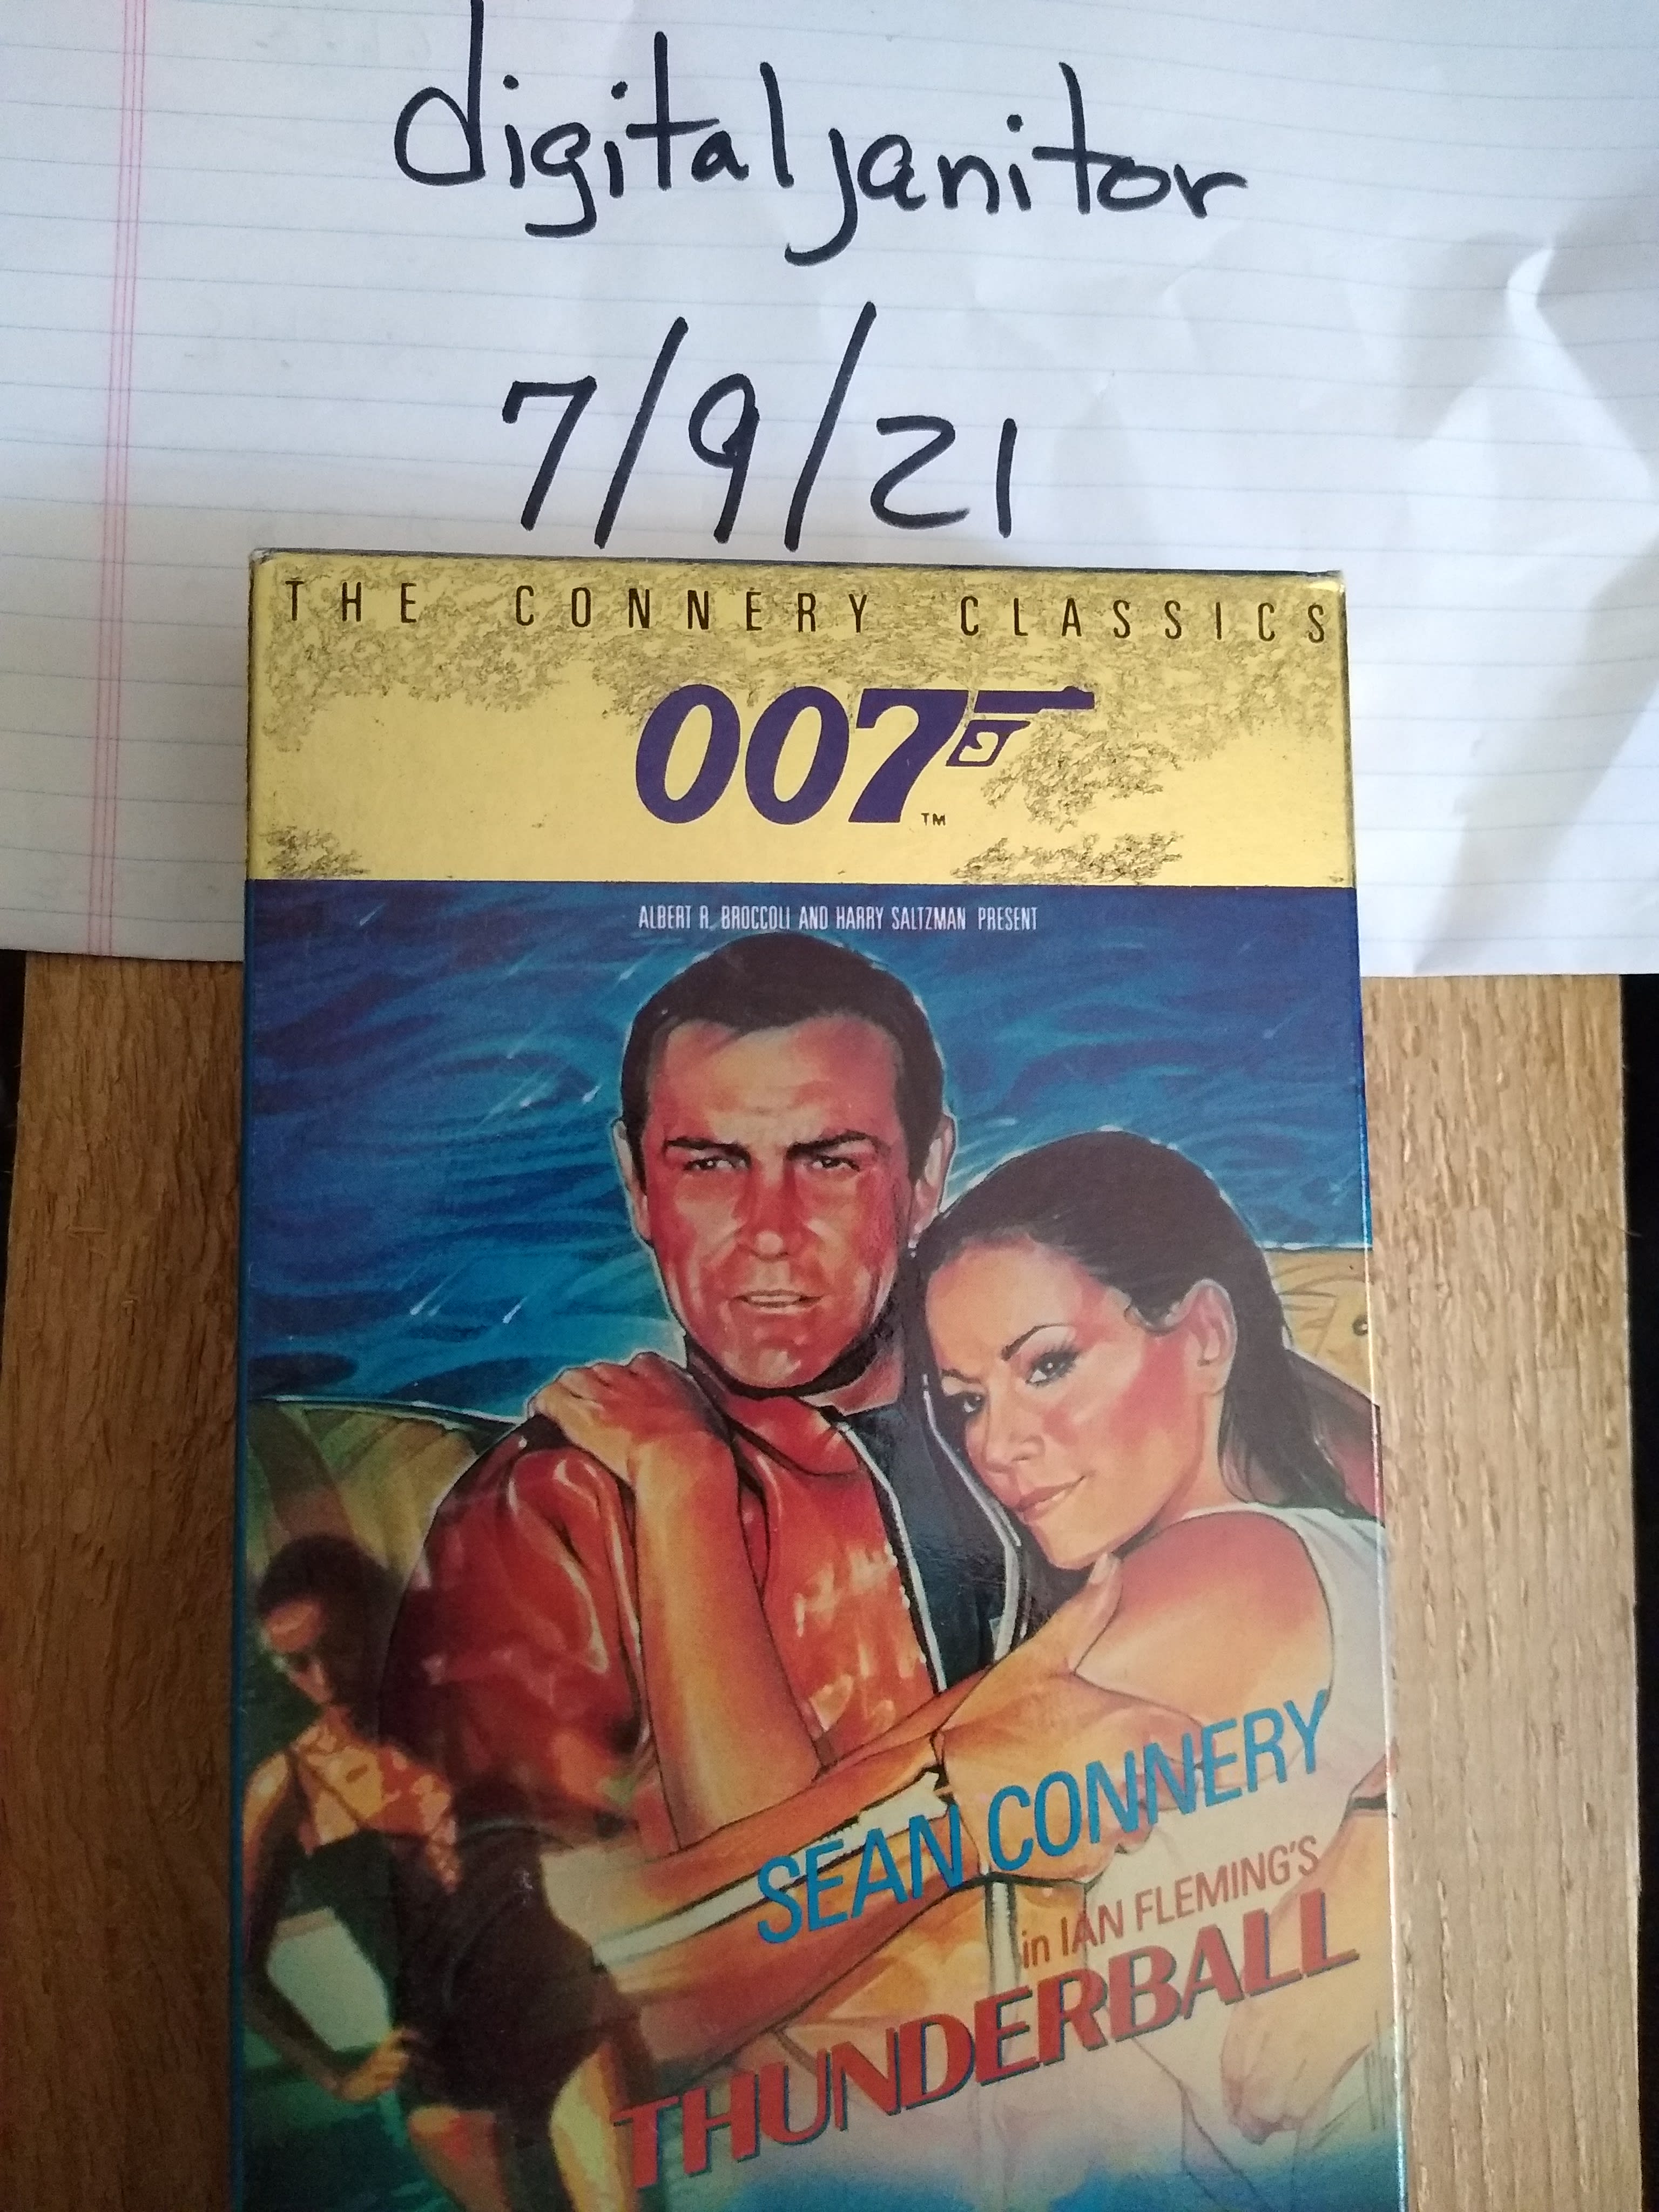 digitaljanitor
7/9/21
THE CONNERY CLASSICS
007
TM
ALBERT R. BROCCOLI AND HARRY SALTZMAN PRESENT
SEAN CONNERY
in IAN FLEMING'S
THUNDERBALL